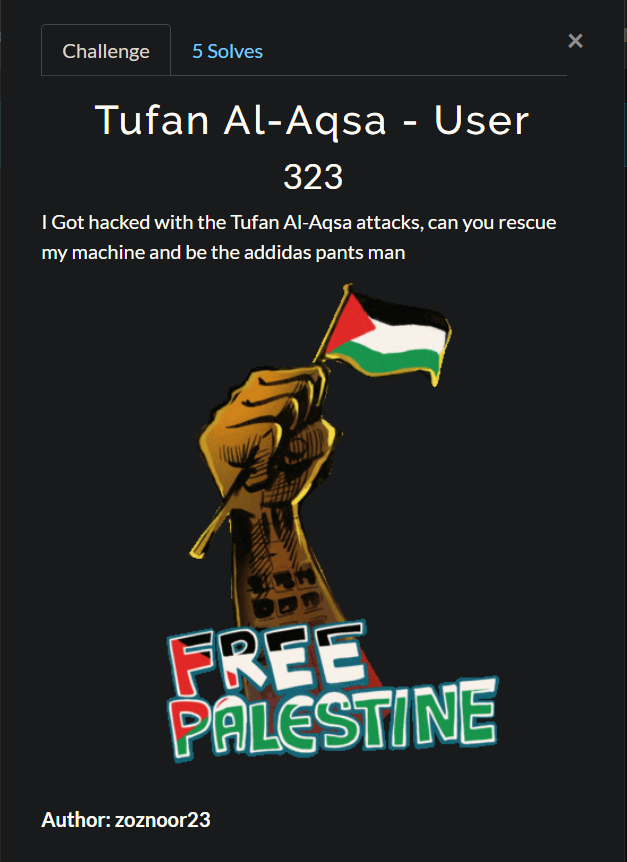 Challenge
5 Solves
×
Tufan Al-Aqsa - User
323
I Got hacked with the Tufan Al-Aqsa attacks, can you rescue
my machine and be the addidas pants man
FREE
PALESTINE
Author: zoznoor23